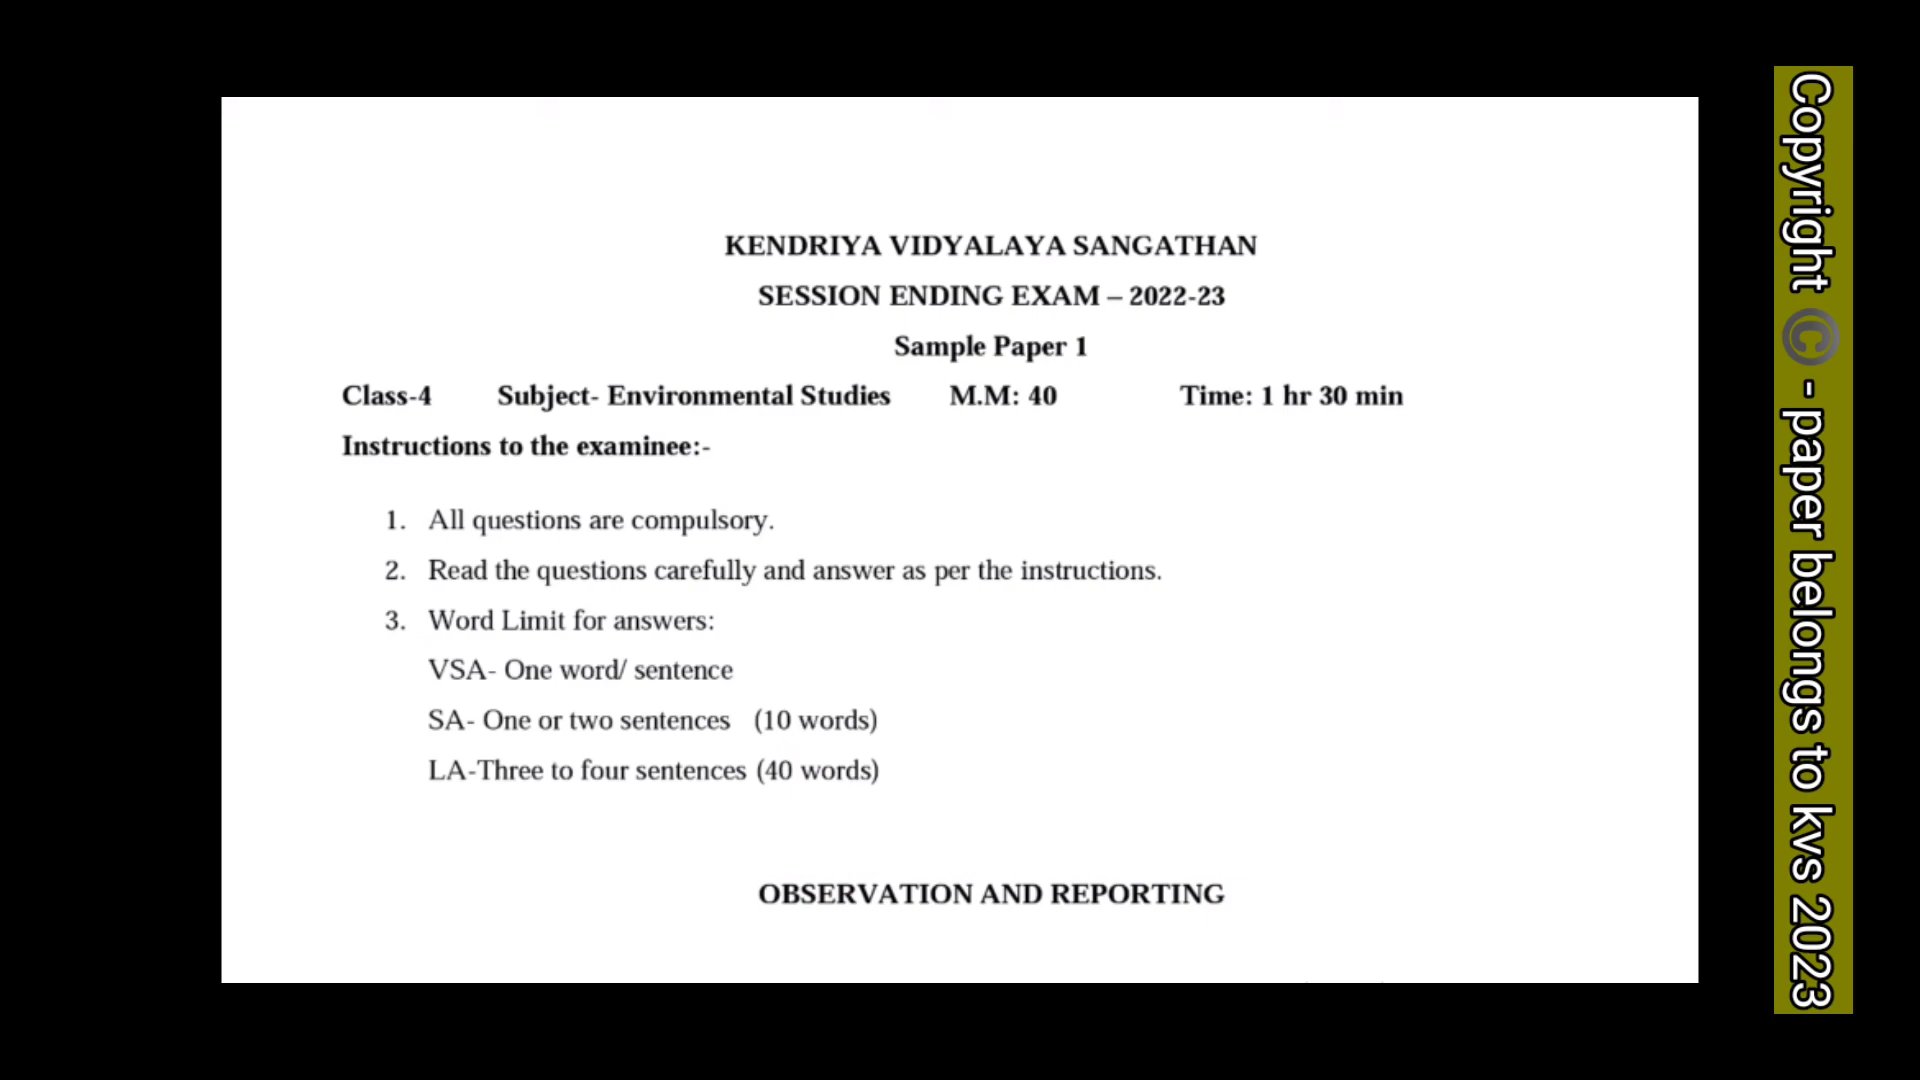 KENDRIYA VIDYALAYA SANGATHAN
SESSION ENDING EXAM – 2022-23
Sample Paper 1
Class-4 Subject- Environmental Studies M.M: 40 Time: 1 hr 30 min
Instructions to the examinee:-
1. All questions are compulsory.
2. Read the questions carefully and answer as per the instructions.
3. Word Limit for answers:
VSA- One word/ sentence
SA- One or two sentences (10 words)
LA-Three to four sentences (40 words)
OBSERVATION AND REPORTING
Copyright © - paper belongs to kvs 2023